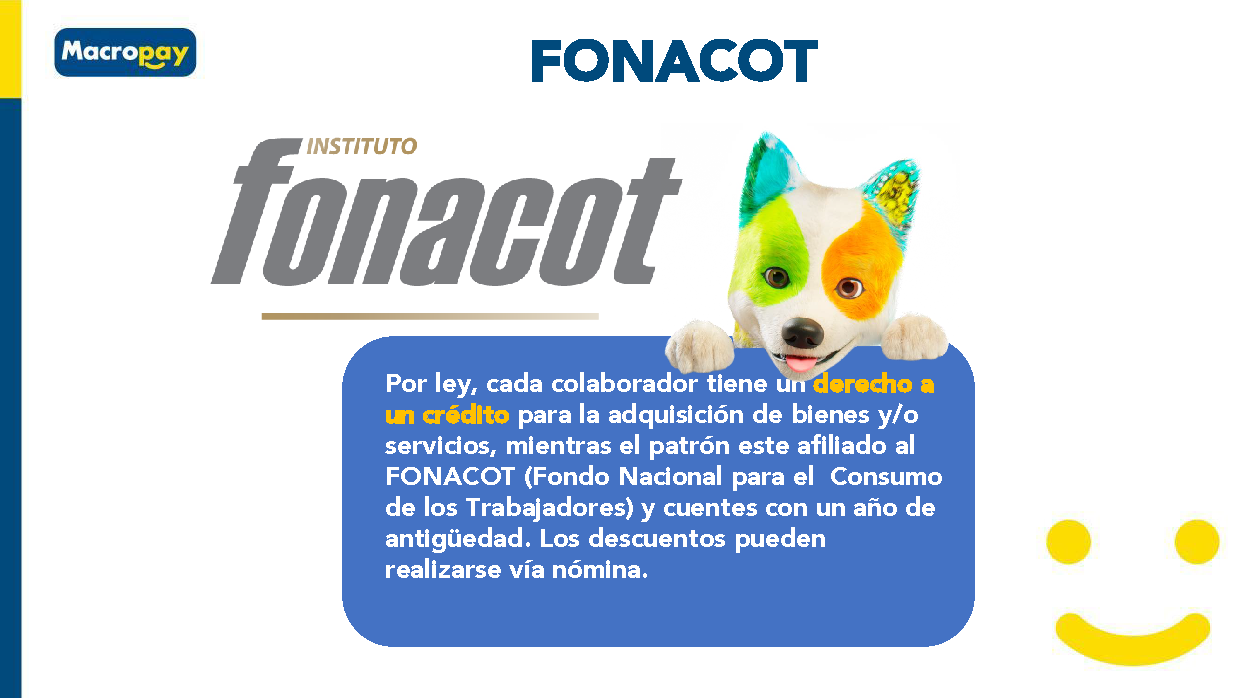 Macropay
FONACOT
INSTITUTO
fonacot
Por ley, cada colaborador tiene un derecho a
un crédito para la adquisición de bienes y/o
servicios, mientras el patrón este afiliado al
FONACOT (Fondo Nacional para el Consumo
de los Trabajadores) y cuentes con un año de
antigüedad. Los descuentos pueden
realizarse vía nómina.